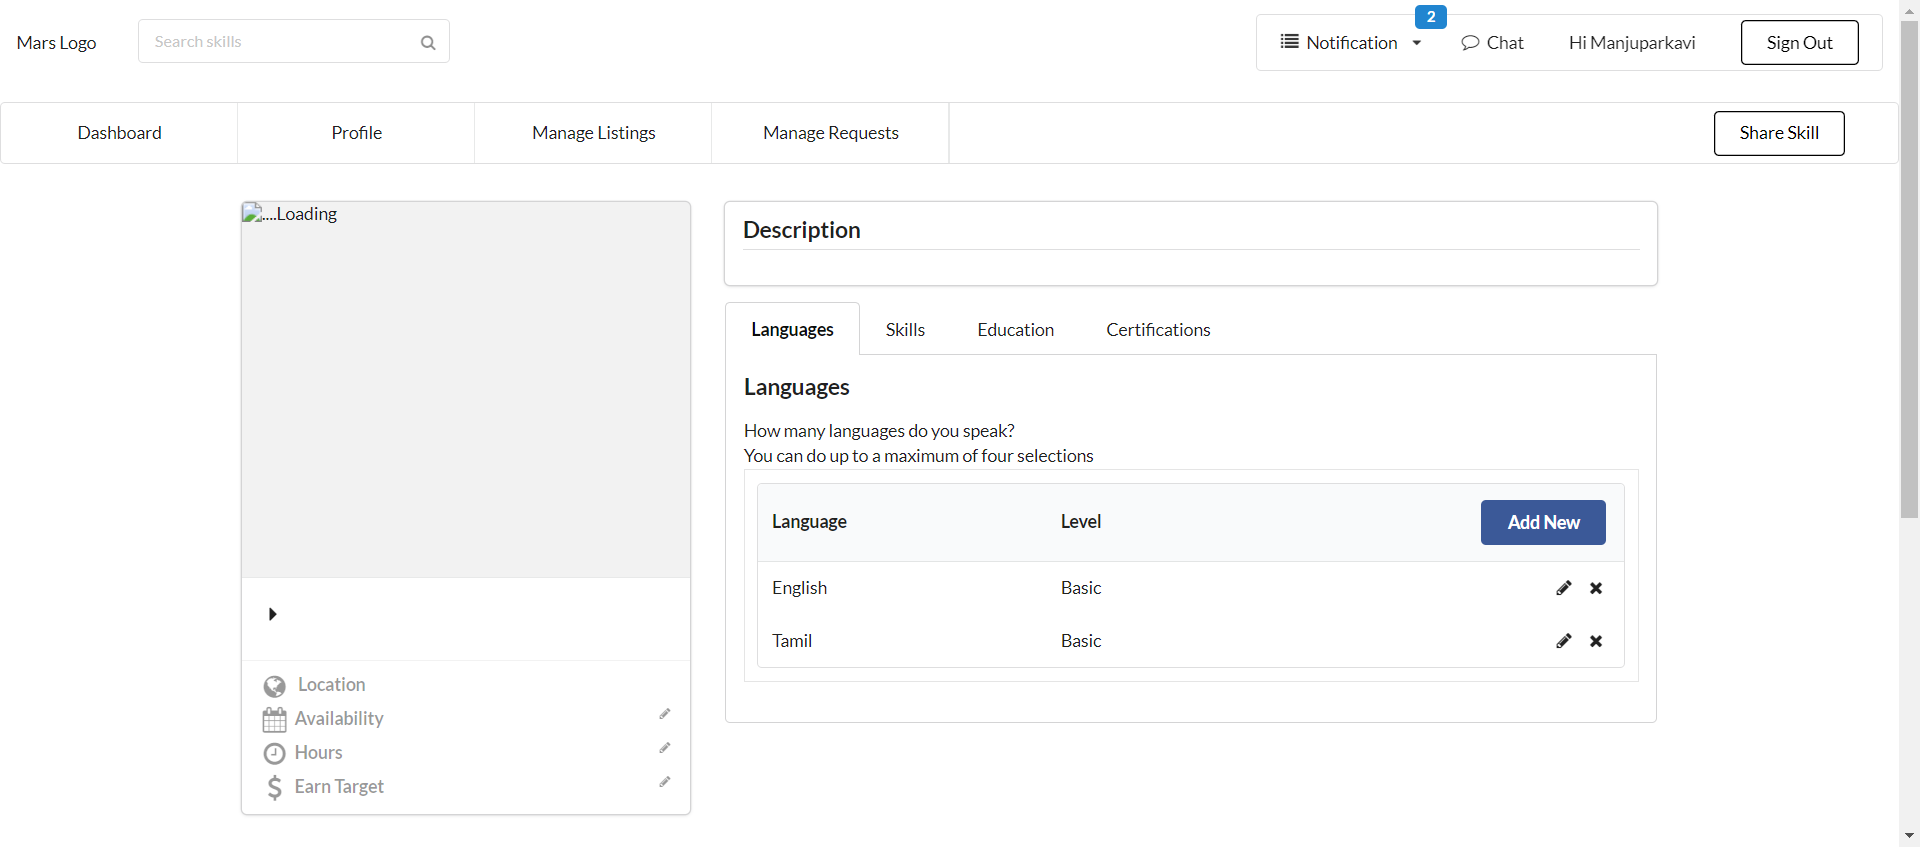 Mars Logo
Search skills
2
Notification
Chat
Hi Manjuparkavi
Sign Out
Dashboard
Profile
Manage Listings
Manage Requests
Share Skill
....Loading
Location
Availability
Hours
Earn Target
Description
Languages
Skills
Education
Certifications
Languages
How many languages do you speak?
You can do up to a maximum of four selections
Language
Level
Add New
English
Basic
Tamil
Basic